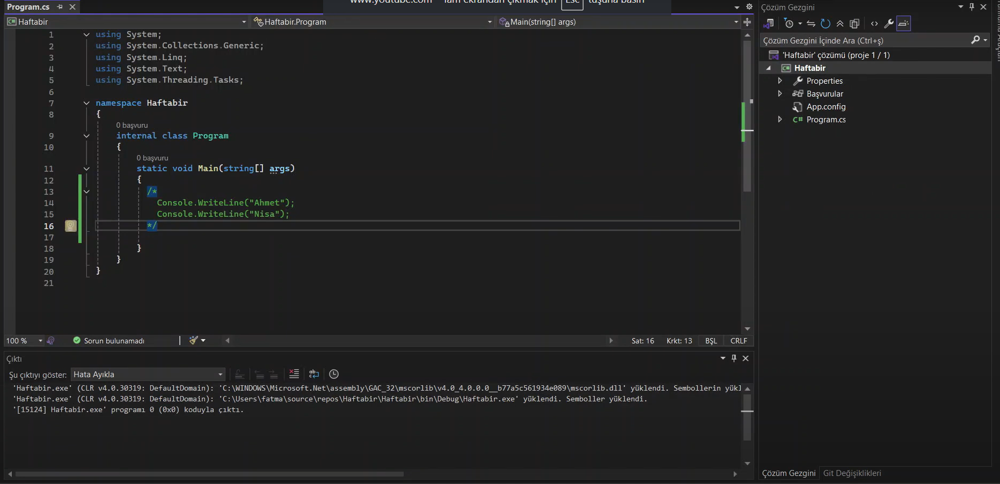 Program.cs
www.youtube.com Tam ekrandan çıkmak için Esc tuşuna basın
Haftabir
Haftabir.Program
Main(string[] args)
1 using System;
2 using System.Collections.Generic;
3 using System.Linq;
4 using System.Text;
5 using System.Threading.Tasks;
6
7 namespace Haftabir
8 {
0 başvuru
9 internal class Program
10 {
0 başvuru
11 static void Main(string[] args)
12 {
13 /*
14 Console.WriteLine("Ahmet");
15 Console.WriteLine("Nisa");
16 */
17
18 }
19 }
20 }
21
100 %
Sorun bulunamadı
Sat: 16 Krkt: 13 BŞL CRLF
Çıktı
Şu çıktıyı göster: Hata Ayıkla
'Haftabir.exe' (CLR v4.0.30319: DefaultDomain): 'C:\WINDOWS\Microsoft.Net\assembly\GAC_32\mscorlib\v4.0_4.0.0.0__b77a5c561934e089\mscorlib.dll' yüklendi. Sembollerin yükl
'Haftabir.exe' (CLR v4.0.30319: DefaultDomain): 'C:\Users\fatma\source\repos\Haftabir\Haftabir\bin\Debug\Haftabir.exe' yüklendi. Semboller yüklendi.
'[15124] Haftabir.exe' programı 0 (0x0) koduyla çıktı.
Çözüm Gezgini
Çözüm Gezgini İçinde Ara (Ctrl+ş)
'Haftabir' çözümü (proje 1 / 1)
C# Haftabir
Properties
Başvurular
App.config
C# Program.cs
Çözüm Gezgini
Git Değişiklikleri